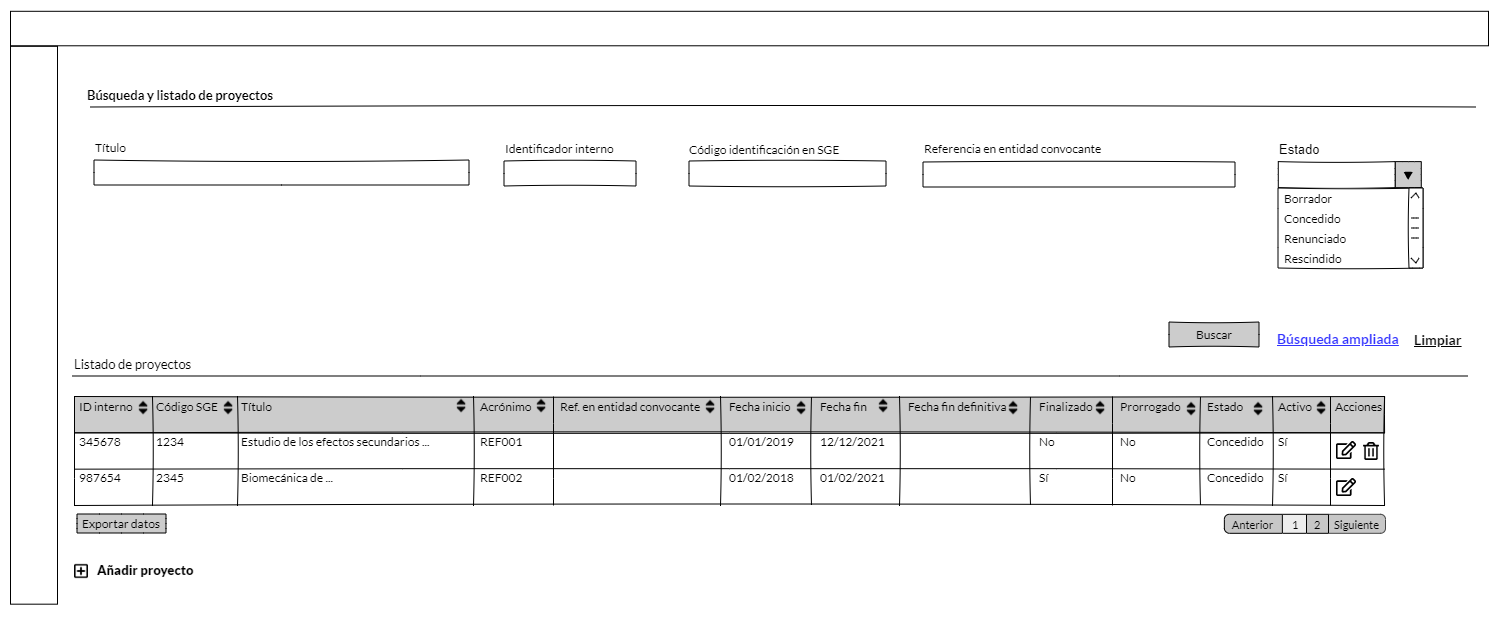 Búsqueda y listado de proyectos
Título Identificador interno Código identificación en SGE Referencia en entidad convocante Estado
Borrador
Concedido
Renunciado
Rescindido
Buscar Búsqueda ampliada Limpiar
Listado de proyectos
ID interno Código SGE Título Acrónimo Ref. en entidad convocante Fecha inicio Fecha fin Fecha fin definitiva Finalizado Prorrogado Estado Activo Acciones
345678 1234 Estudio de los efectos secundarios ... REF001 01/01/2019 12/12/2021 No No Concedido Sí
987654 2345 Biomecánica de ... REF002 01/02/2018 01/02/2021 Sí No Concedido Sí
Exportar datos Anterior 1 2 Siguiente
Añadir proyecto